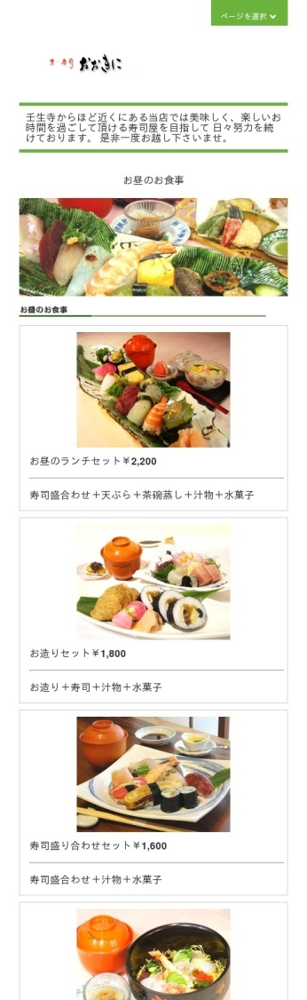 ページを選択
京・寿司 おおきに
壬生寺からほど近くにある当店では美味しく、楽しいお
時間を過ごして頂ける寿司屋を目指して 日々努力を続
けております。 是非一度お越し下さいませ。
お昼のお食事
お昼のお食事
お昼のランチセット￥2,200
寿司盛合わせ＋天ぷら＋茶碗蒸し＋汁物＋水菓子
お造りセット￥1,800
お造り＋寿司＋汁物＋水菓子
寿司盛り合わせセット￥1,600
寿司盛合わせ＋汁物＋水菓子